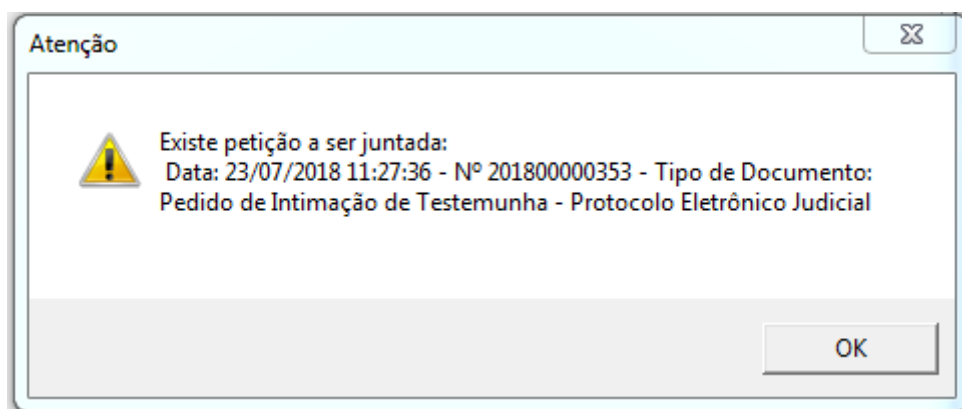 Atenção
Existe petição a ser juntada:
Data: 23/07/2018 11:27:36 - Nº 201800000353 - Tipo de Documento:
Pedido de Intimação de Testemunha - Protocolo Eletrônico Judicial
OK